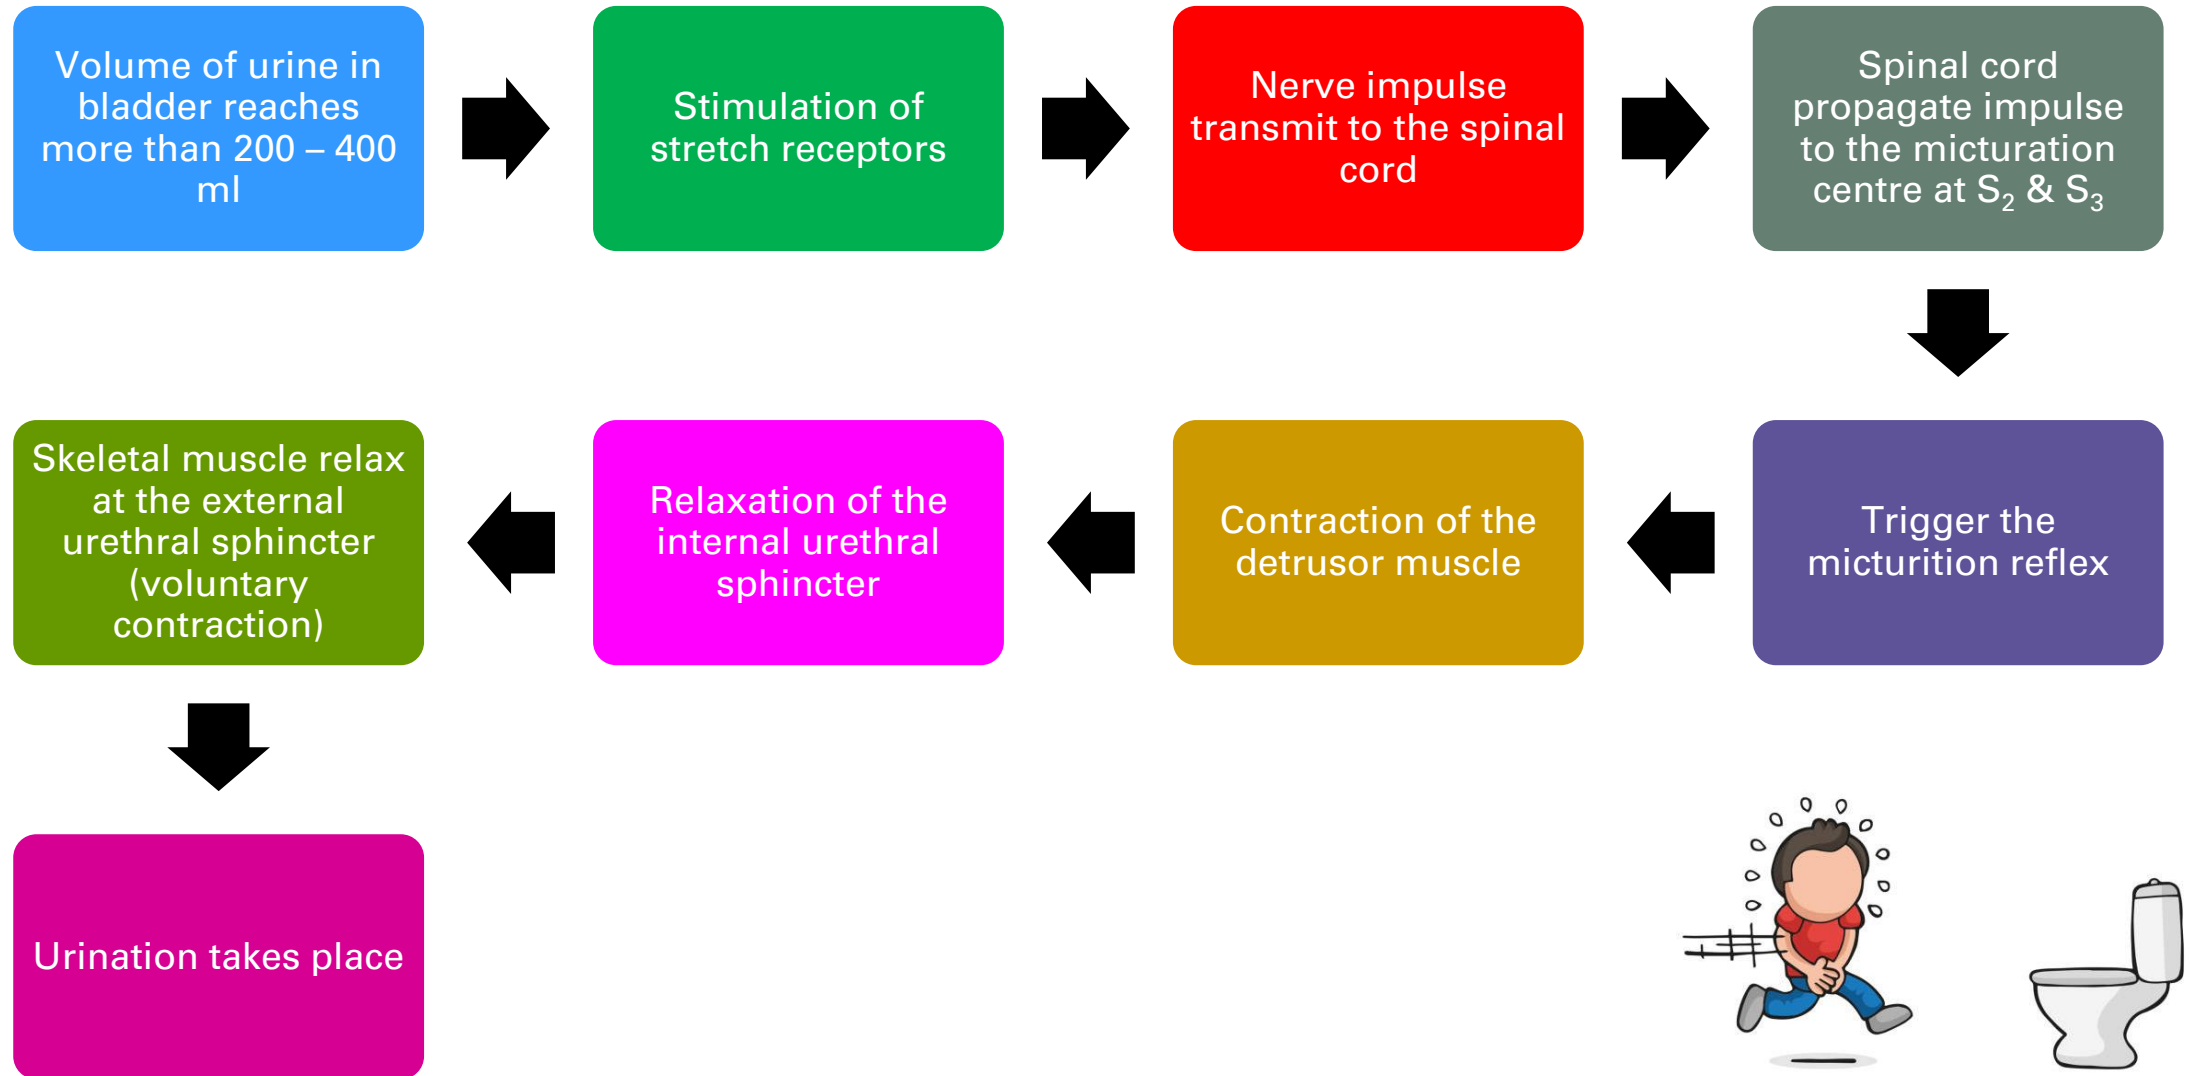 Volume of urine in
bladder reaches
more than 200 – 400
ml
Stimulation of
stretch receptors
Nerve impulse
transmit to the spinal
cord
Spinal cord
propagate impulse
to the micturation
centre at S₂ & S₃
Trigger the
micturition reflex
Contraction of the
detrusor muscle
Relaxation of the
internal urethral
sphincter
Skeletal muscle relax
at the external
urethral sphincter
(voluntary
contraction)
Urination takes place